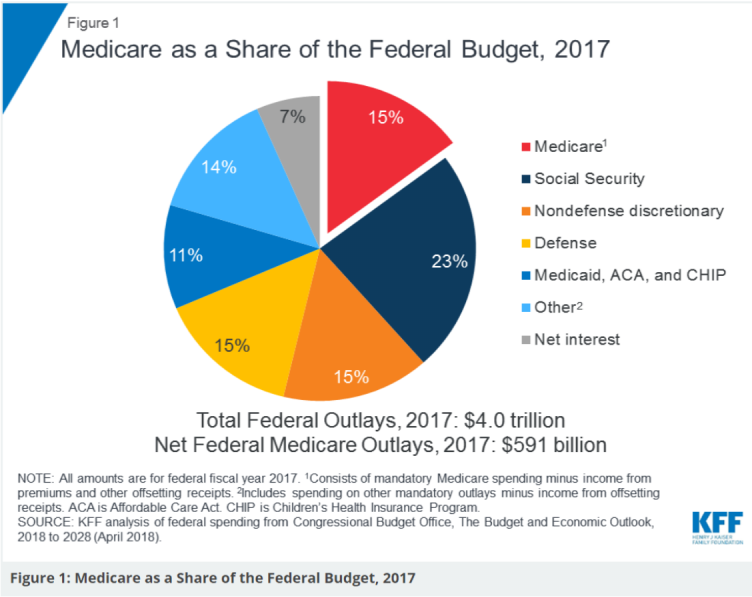 Figure 1
Medicare as a Share of the Federal Budget, 2017
7%
15%
14%
11%
23%
15%
15%
Medicare¹
Social Security
Nondefense discretionary
Defense
Medicaid, ACA, and CHIP
Other²
Net interest
Total Federal Outlays, 2017: $4.0 trillion
Net Federal Medicare Outlays, 2017: $591 billion
NOTE: All amounts are for federal fiscal year 2017. ¹Consists of mandatory Medicare spending minus income from
premiums and other offsetting receipts. ²Includes spending on other mandatory outlays minus income from offsetting
receipts. ACA is Affordable Care Act. CHIP is Children's Health Insurance Program.
SOURCE: KFF analysis of federal spending from Congressional Budget Office, The Budget and Economic Outlook,
2018 to 2028 (April 2018).
KFF
HENRY J KAISER
FAMILY FOUNDATION
Figure 1: Medicare as a Share of the Federal Budget, 2017